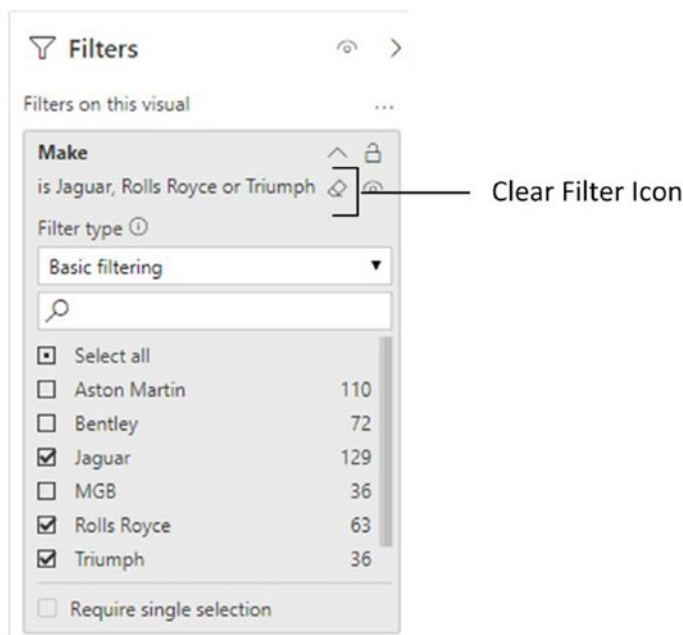 Filters
Filters on this visual
...
Make
is Jaguar, Rolls Royce or Triumph
Clear Filter Icon
Filter type
Basic filtering
Select all
Aston Martin 110
Bentley 72
Jaguar 129
MGB 36
Rolls Royce 63
Triumph 36
Require single selection